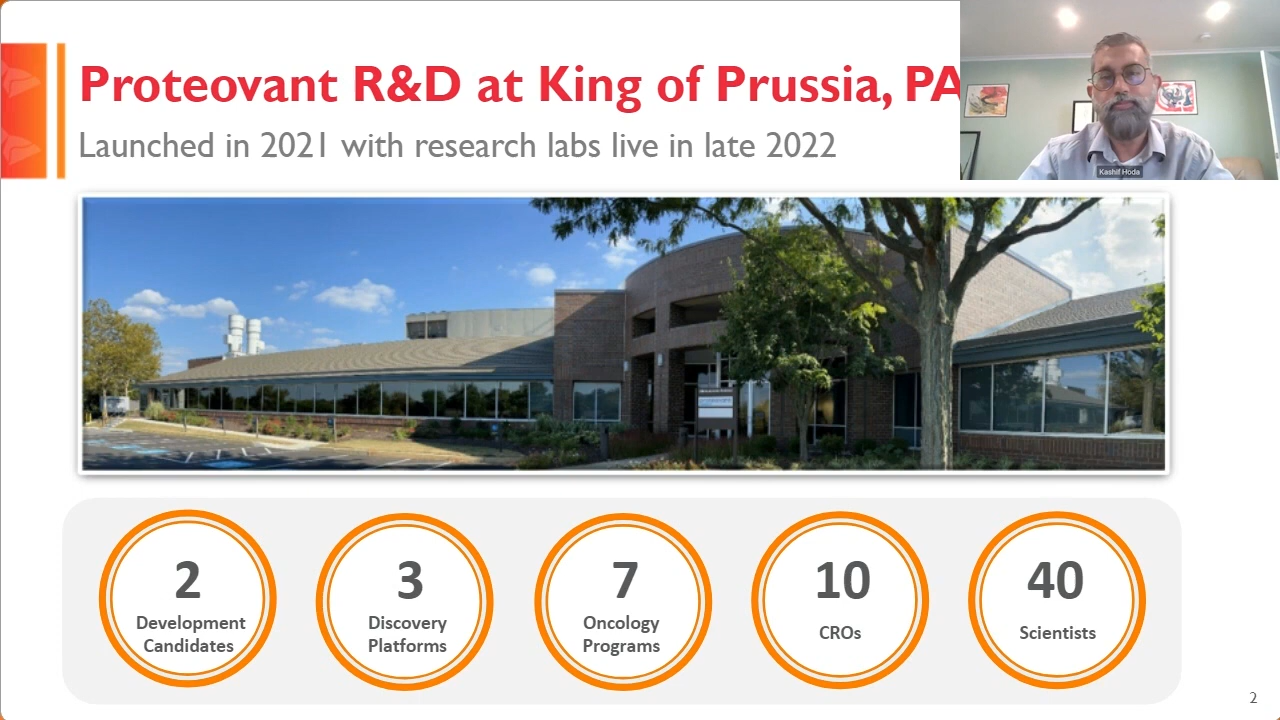 Proteovant R&D at King of Prussia, PA
Launched in 2021 with research labs live in late 2022
Kashif Hoda
2
Development
Candidates
3
Discovery
Platforms
7
Oncology
Programs
10
CROs
40
Scientists
2